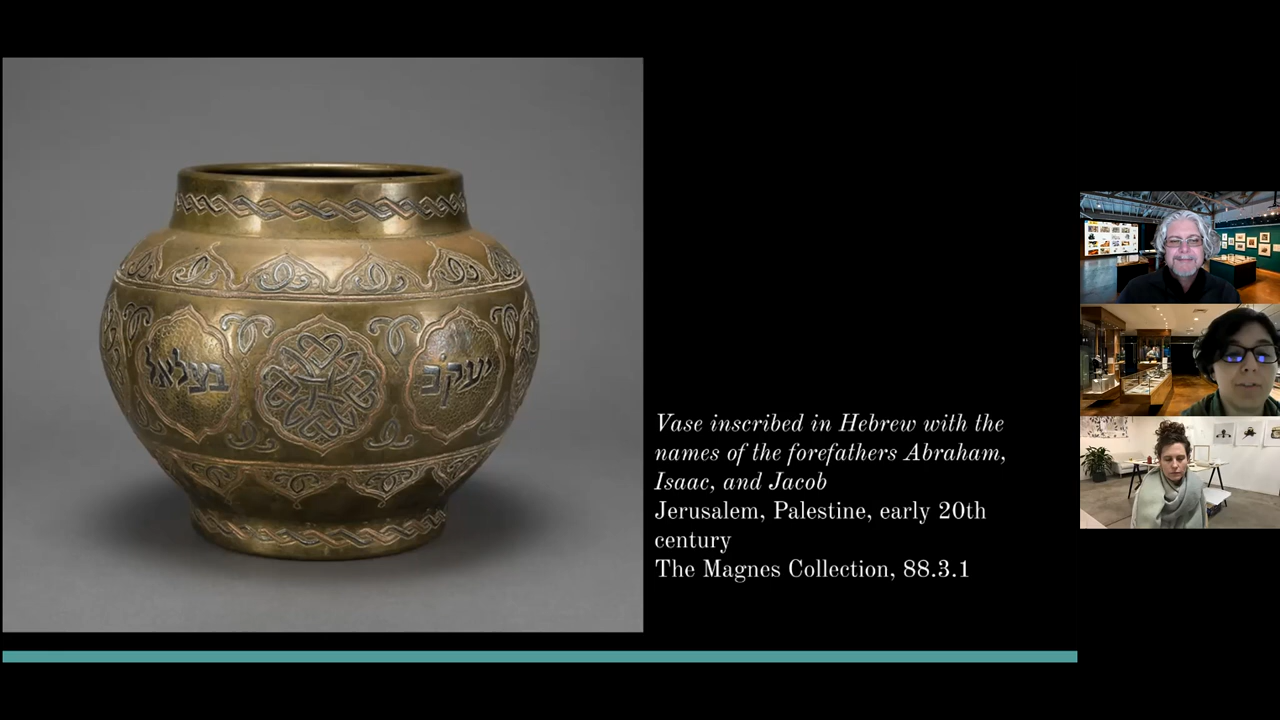 בצלאל
יעקב
Vase inscribed in Hebrew with the
names of the forefathers Abraham,
Isaac, and Jacob
Jerusalem, Palestine, early 20th
century
The Magnes Collection, 88.3.1